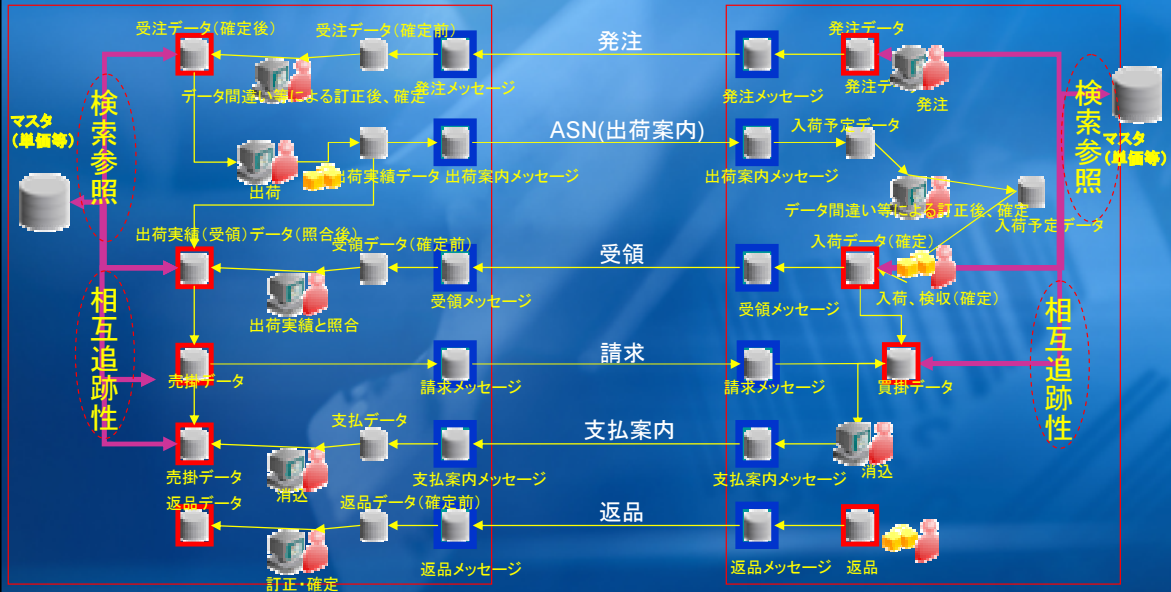 受注データ(確定後)
受注データ(確定前)
発注
発注データ
発注メッセージ
発注メッセージ
発注デ
発注
データ間違い等による訂正後、確定
検索参照
検索参照
マスタ
(単価等)
マスタ
(単価等)
ASN(出荷案内)
入荷予定データ
出荷
出荷実績データ
出荷案内メッセージ
出荷案内メッセージ
データ間違い等による訂正後、確定
入荷予定データ
出荷実績(受領)データ(照合後)
受領データ(確定前)
受領
入荷データ(確定)
受領メッセージ
受領メッセージ
入荷、検収(確定)
出荷実績と照合
相互追跡性
相互追跡性
請求
売掛データ
請求メッセージ
請求メッセージ
買掛データ
支払データ
支払案内
売掛データ
消込
支払案内メッセージ
支払案内メッセージ
消込
返品データ
返品データ(確定前)
返品
訂正・確定
返品メッセージ
返品メッセージ
返品